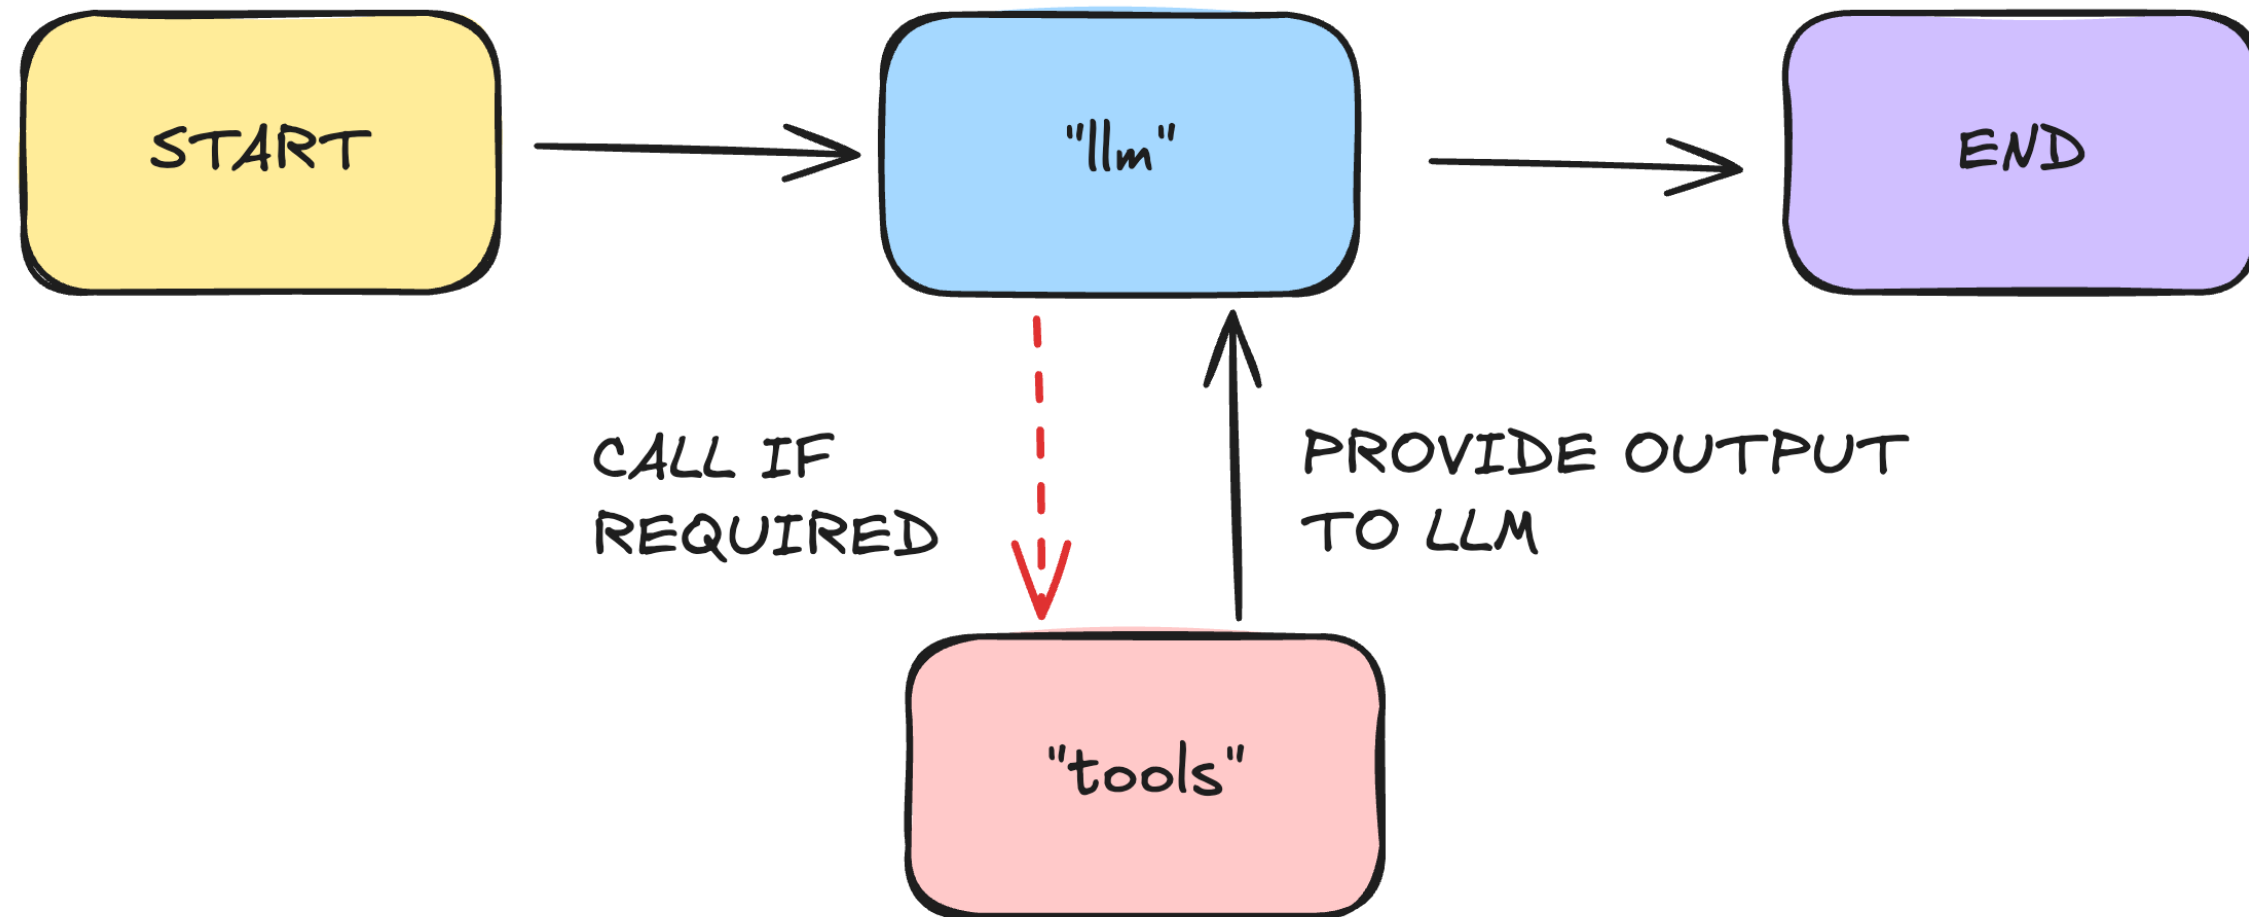 START
"llm"
END
CALL IF
REQUIRED
PROVIDE OUTPUT
TO LLM
"tools"